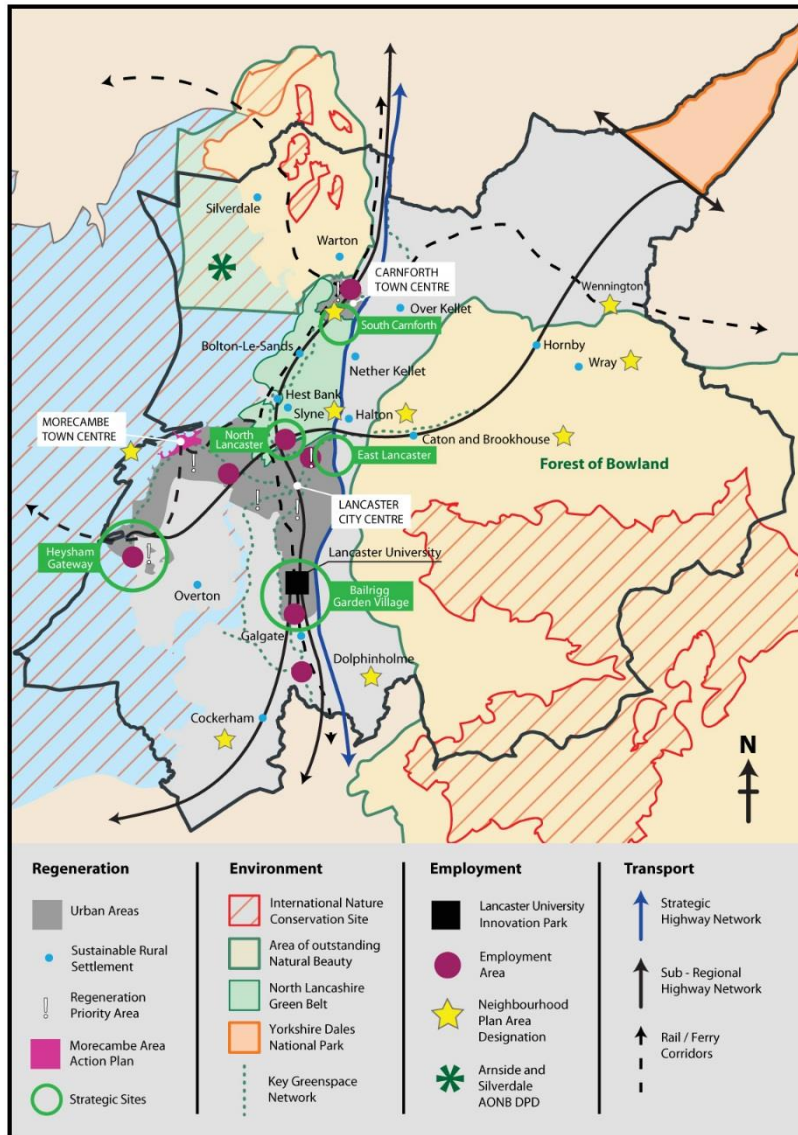 Silverdale
Warton
CARNFORTH
TOWN CENTRE
Wennington
Over Kellet
South Carnforth
Bolton-Le-Sands
Hornby
Nether Kellet
Wray
Hest Bank
MORECAMBE
TOWN CENTRE
Slyne
Halton
North
Lancaster
Caton and Brookhouse
East Lancaster
Forest of Bowland
LANCASTER
CITY CENTRE
Heysham
Gateway
Lancaster University
Overton
Bailrigg
Garden Village
Galgate
Dolphinholme
Cockerham
N
Regeneration
Urban Areas
Sustainable Rural
Settlement
Regeneration
Priority Area
Morecambe Area
Action Plan
Strategic Sites
Environment
International Nature
Conservation Site
Area of outstanding
Natural Beauty
North Lancashire
Green Belt
Yorkshire Dales
National Park
Key Greenspace
Network
Employment
Lancaster University
Innovation Park
Employment
Area
Neighbourhood
Plan Area
Designation
Arnside and
Silverdale
AONB DPD
Transport
Strategic
Highway Network
Sub - Regional
Highway Network
Rail / Ferry
Corridors